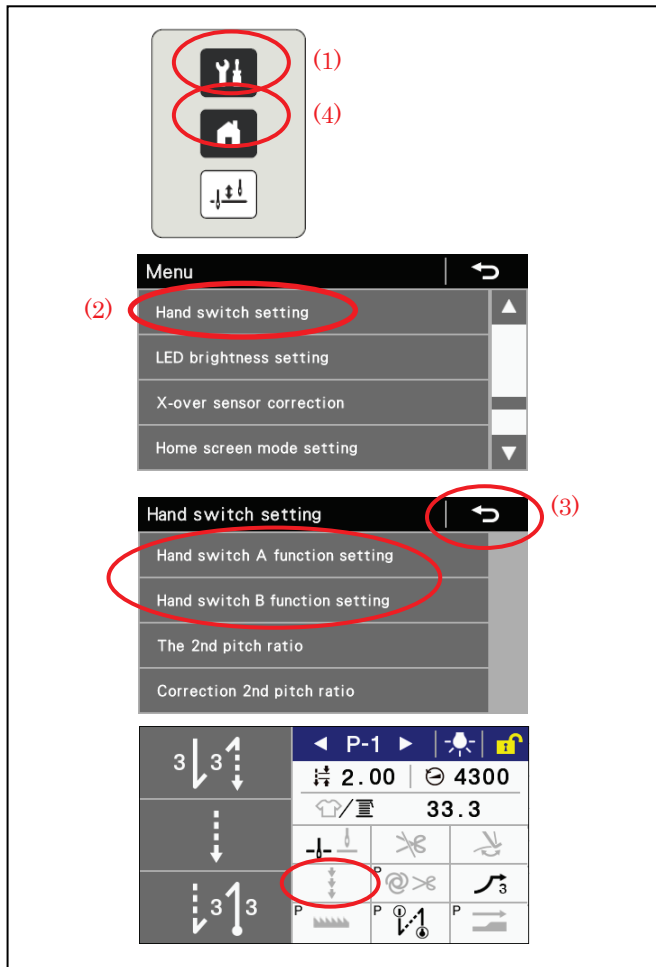 (1)
(4)
Menu
(2)
Hand switch setting
LED brightness setting
X-over sensor correction
Home screen mode setting
Hand switch setting
(3)
Hand switch A function setting
Hand switch B function setting
The 2nd pitch ratio
Correction 2nd pitch ratio
3 3
P-1
2.00 4300
/ 33.3
P
3
3 3
P P P